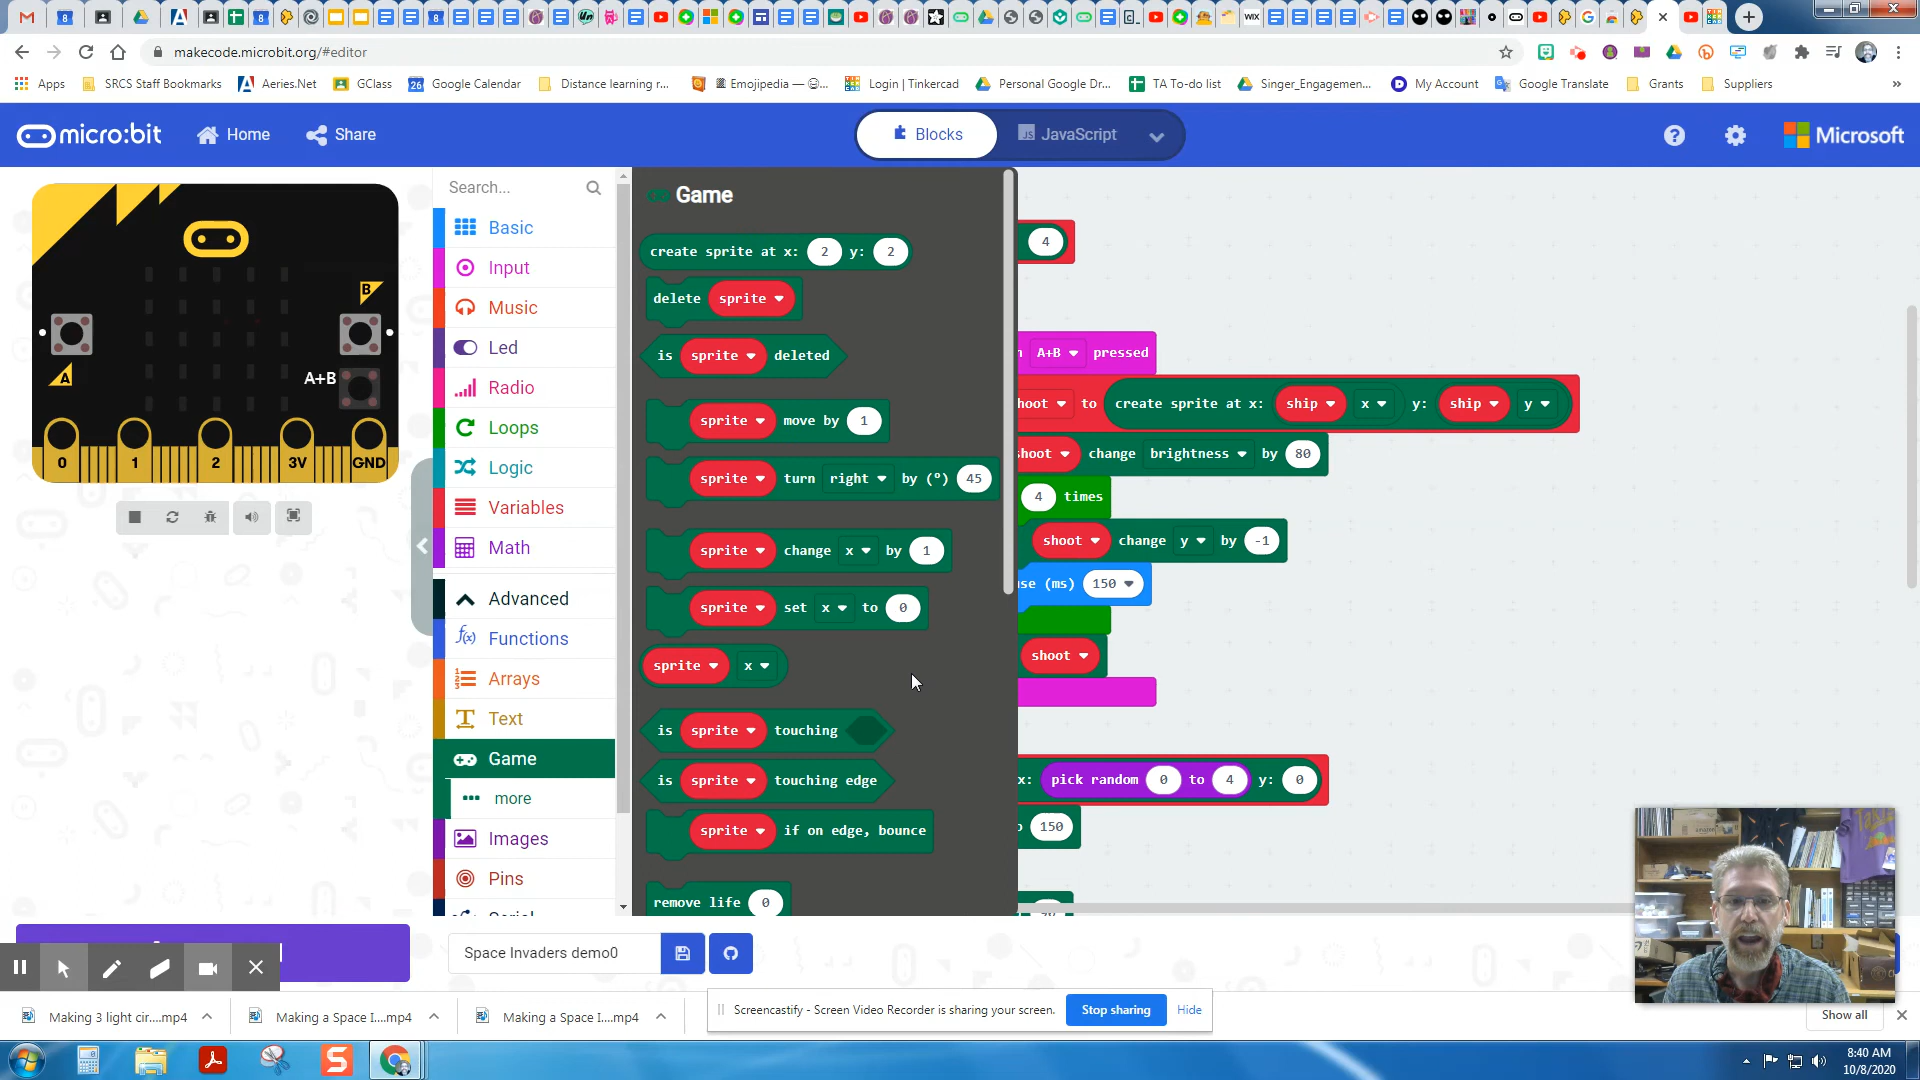 makecode.microbit.org/#editor
Apps
SRCS Staff Bookmarks
Aeries.Net
GClass
Google Calendar
Distance learning r...
Emojipedia — 😊...
Login | Tinkercad
Personal Google Dr...
TA To-do list
Singer_Engagemen...
My Account
Google Translate
Grants
Suppliers
»
micro:bit
Home
Share
Blocks
JS JavaScript
Microsoft
A
B
A+B
0 1 2 3V GND
Search...
Basic
Input
Music
Led
Radio
Loops
Logic
Variables
Math
Advanced
Functions
Arrays
Text
Game
more
Images
Pins
Game
create sprite at x: 2 y: 2
delete sprite
is sprite deleted
sprite move by 1
sprite turn right by (º) 45
sprite change x by 1
sprite set x to 0
sprite x
is sprite touching
is sprite touching edge
sprite if on edge, bounce
remove life 0
4
A+B pressed
hoot to create sprite at x: ship x y: ship y
hoot change brightness by 80
4 times
shoot change y by -1
se (ms) 150
shoot
x: pick random 0 to 4 y: 0
150
Space Invaders demo0
Making 3 light cir....mp4
Making a Space I....mp4
Making a Space I....mp4
Screencastify - Screen Video Recorder is sharing your screen.
Stop sharing
Hide
Show all
8:40 AM
10/8/2020